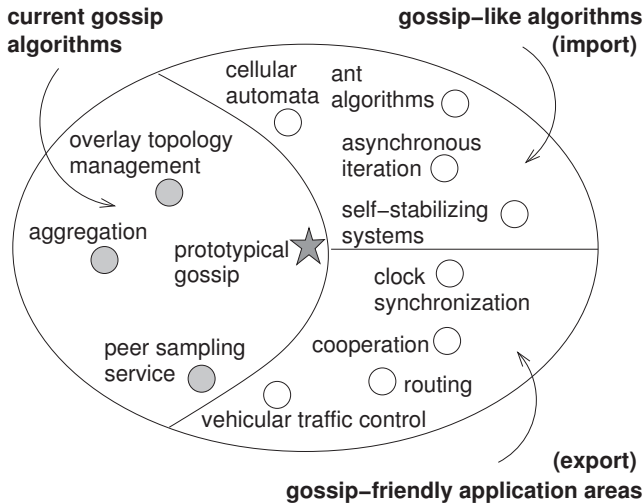 current gossip
algorithms
gossip−like algorithms
(import)
cellular
automata
ant
algorithms
overlay topology
management
asynchronous
iteration
aggregation
self−stabilizing
systems
prototypical
gossip
clock
synchronization
cooperation
peer sampling
service
routing
vehicular traffic control
(export)
gossip−friendly application areas